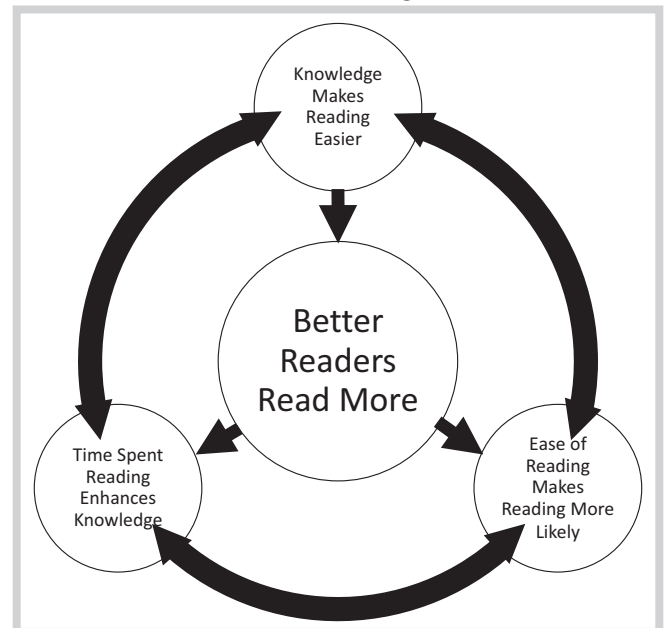 Knowledge
Makes
Reading
Easier
Better
Readers
Read More
Time Spent
Reading
Enhances
Knowledge
Ease of
Reading
Makes
Reading More
Likely